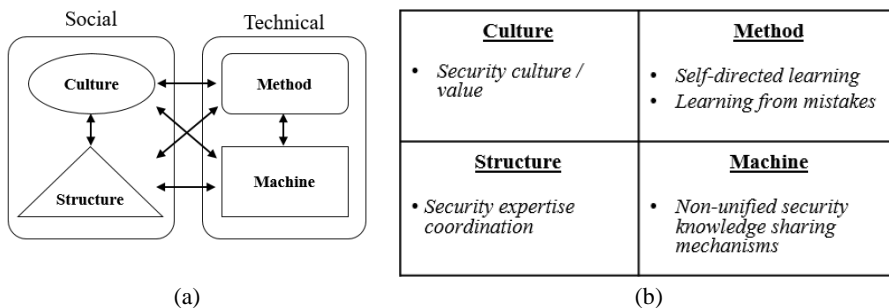 Social
Technical
Culture
Method
Structure
Machine
(a)
Culture
• Security culture /
value
Method
• Self-directed learning
• Learning from mistakes
Structure
• Security expertise
coordination
Machine
• Non-unified security
knowledge sharing
mechanisms
(b)